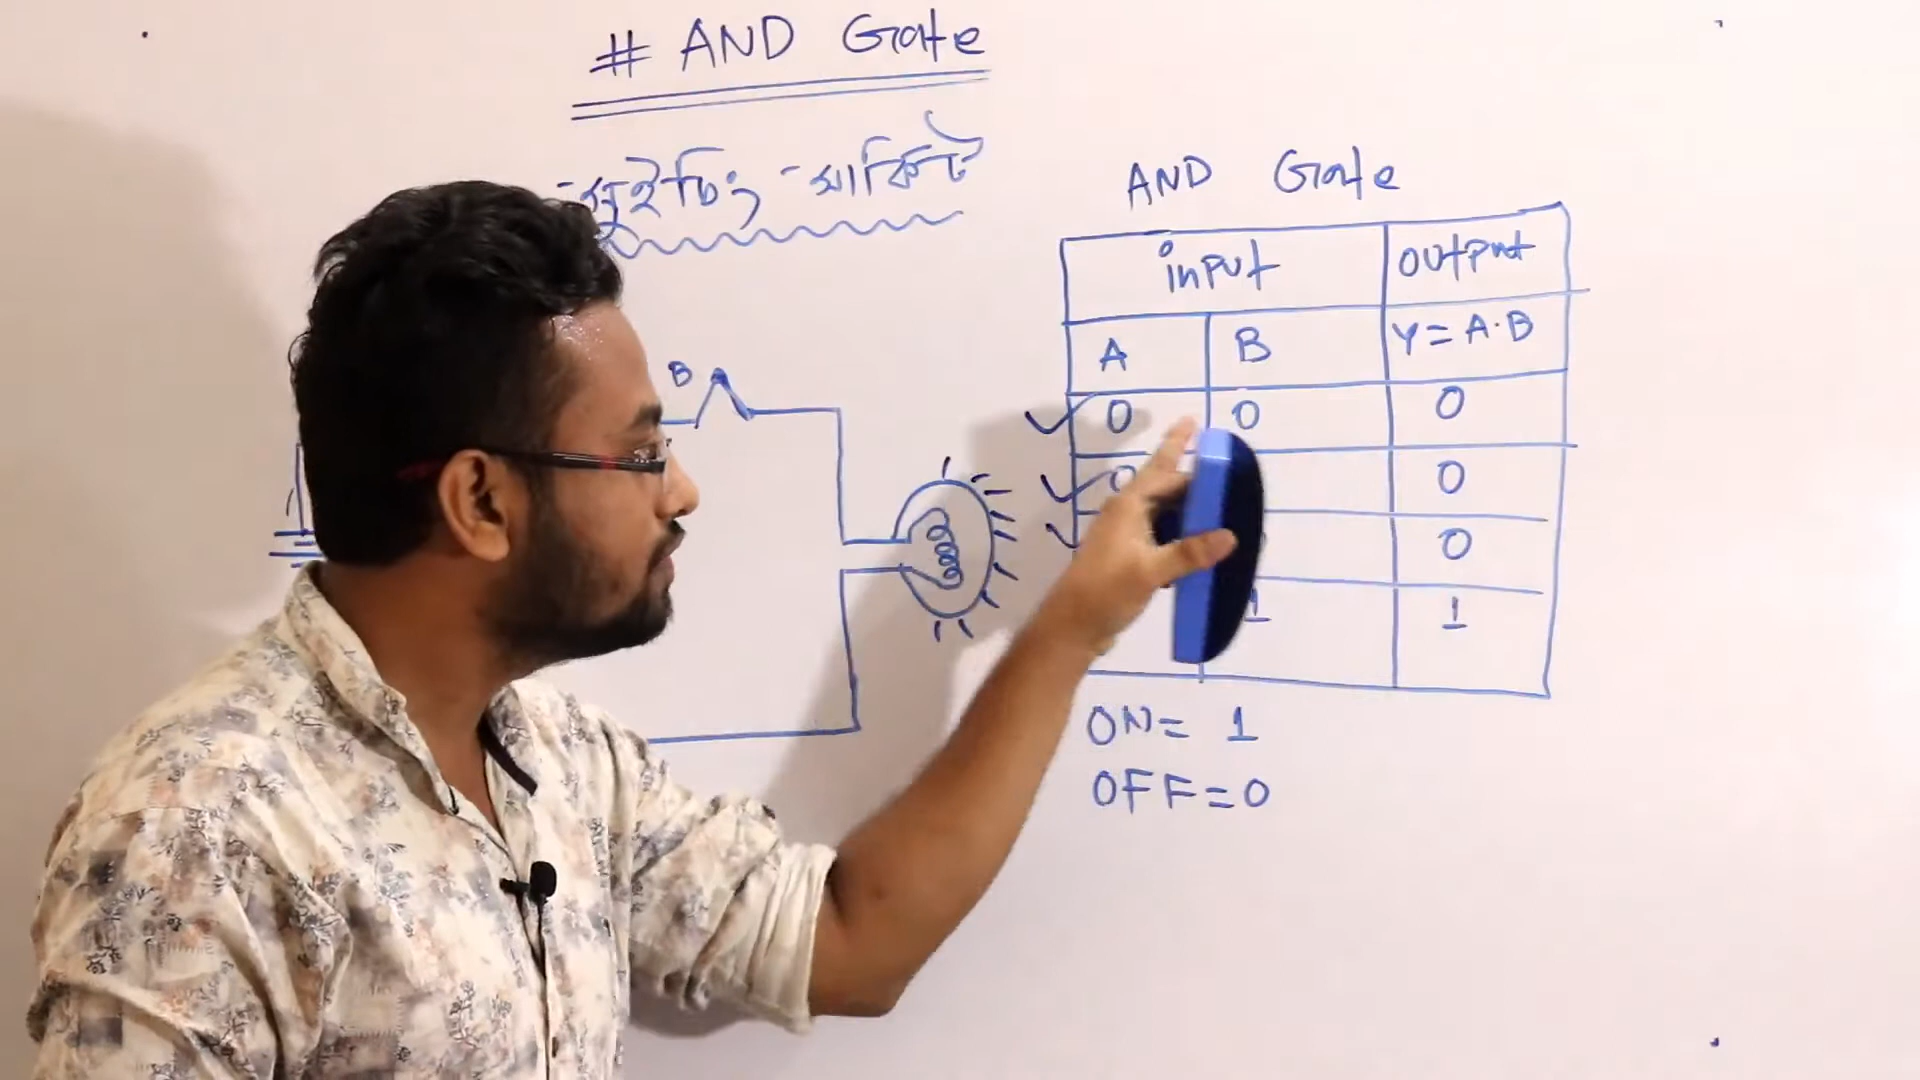 # AND Gate
সুইচিং সার্কিট
AND Gate
input output
A B Y = A·B
0 0 0
0 0
0
1 1
ON = 1
OFF = 0
B